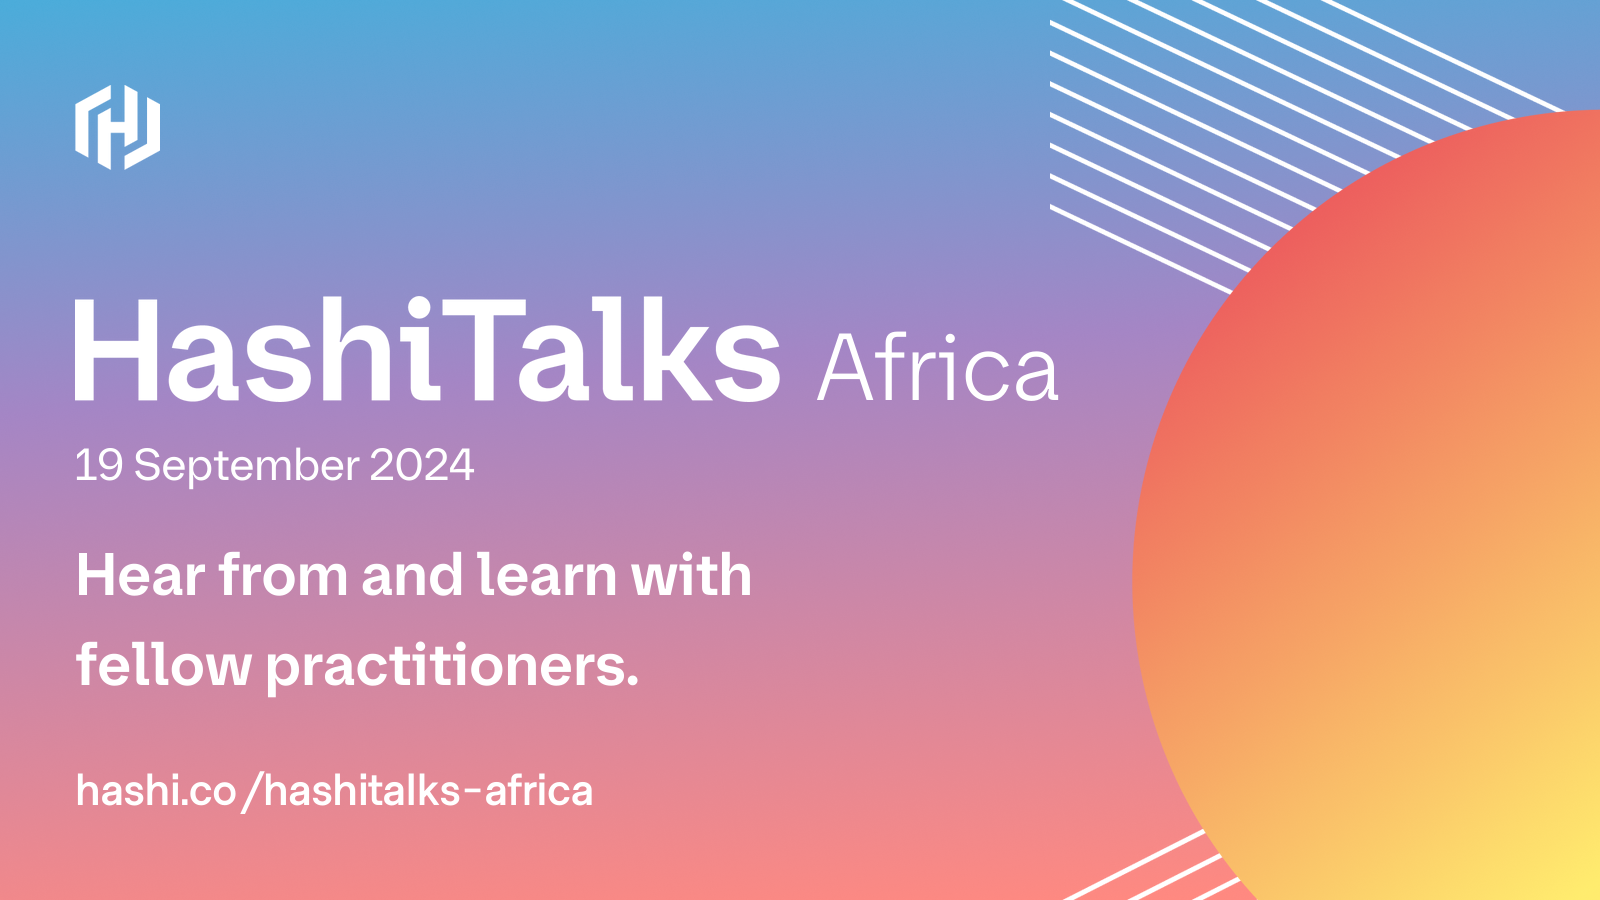 HashiTalks Africa
19 September 2024
Hear from and learn with
fellow practitioners.
hashi.co/hashitalks-africa